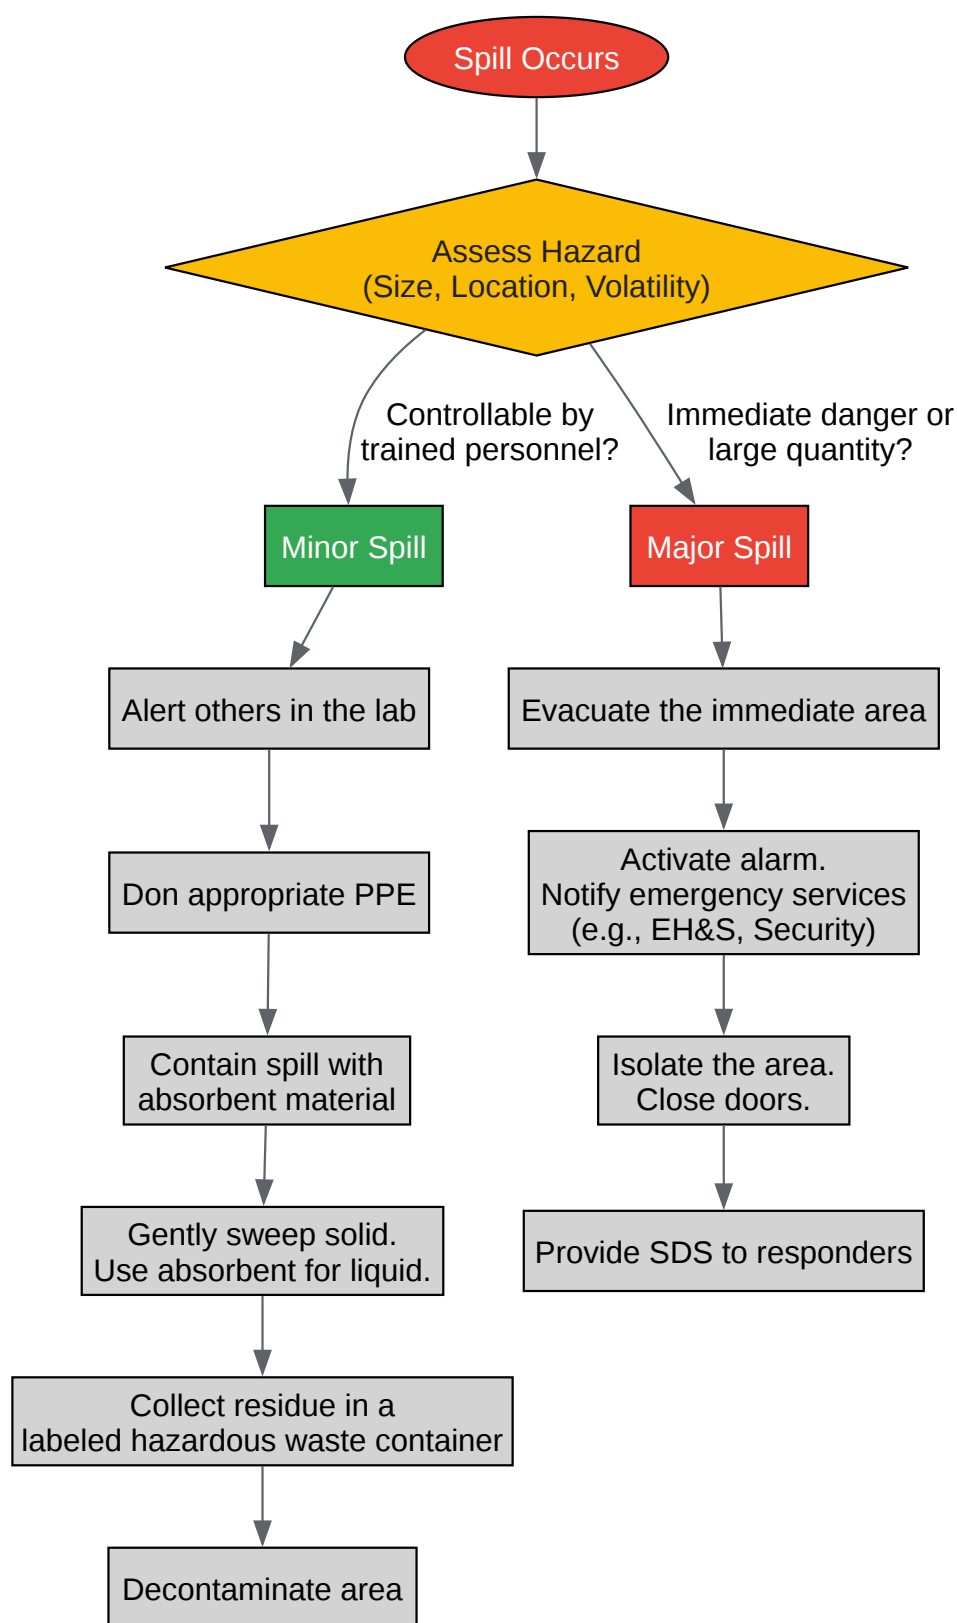 Spill Occurs
Assess Hazard
(Size, Location, Volatility)
Controllable by
trained personnel?
Immediate danger or
large quantity?
Minor Spill
Major Spill
Alert others in the lab
Evacuate the immediate area
Don appropriate PPE
Activate alarm.
Notify emergency services
(e.g., EH&S, Security)
Contain spill with
absorbent material
Isolate the area.
Close doors.
Gently sweep solid.
Use absorbent for liquid.
Provide SDS to responders
Collect residue in a
labeled hazardous waste container
Decontaminate area